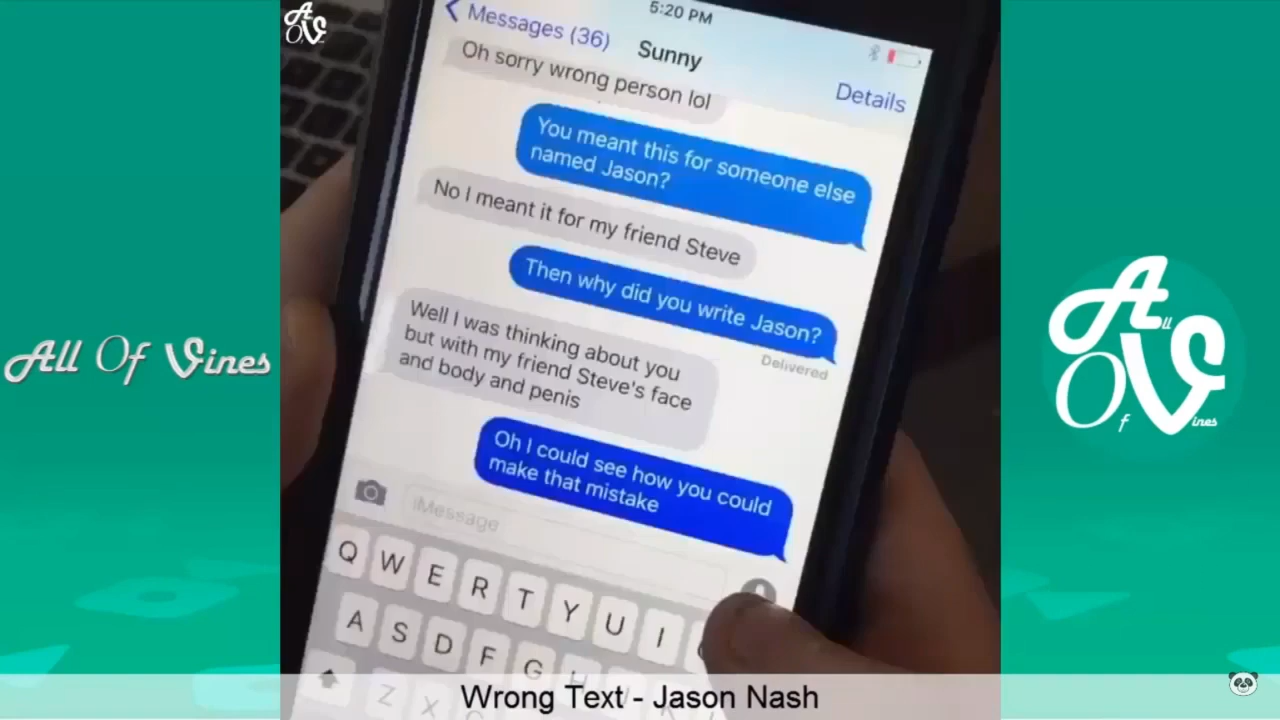 All Of Vines
5:20 PM
Messages (36)
Sunny
Details
Oh sorry wrong person lol
You meant this for someone else
named Jason?
No I meant it for my friend Steve
Then why did you write Jason?
Delivered
Well I was thinking about you
but with my friend Steve's face
and body and penis
Oh I could see how you could
make that mistake
iMessage
Q W E R T Y U I
A S D F G H
Z X C
All Of Vines
Wrong Text - Jason Nash